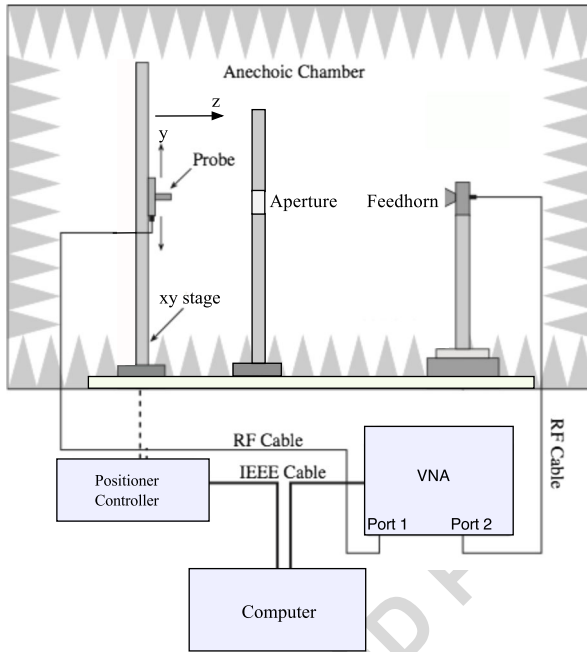 Anechoic Chamber
z
y
Probe
Aperture
Feedhorn
xy stage
RF Cable
RF Cable
IEEE Cable
Positioner
Controller
VNA
Port 1
Port 2
Computer
D F